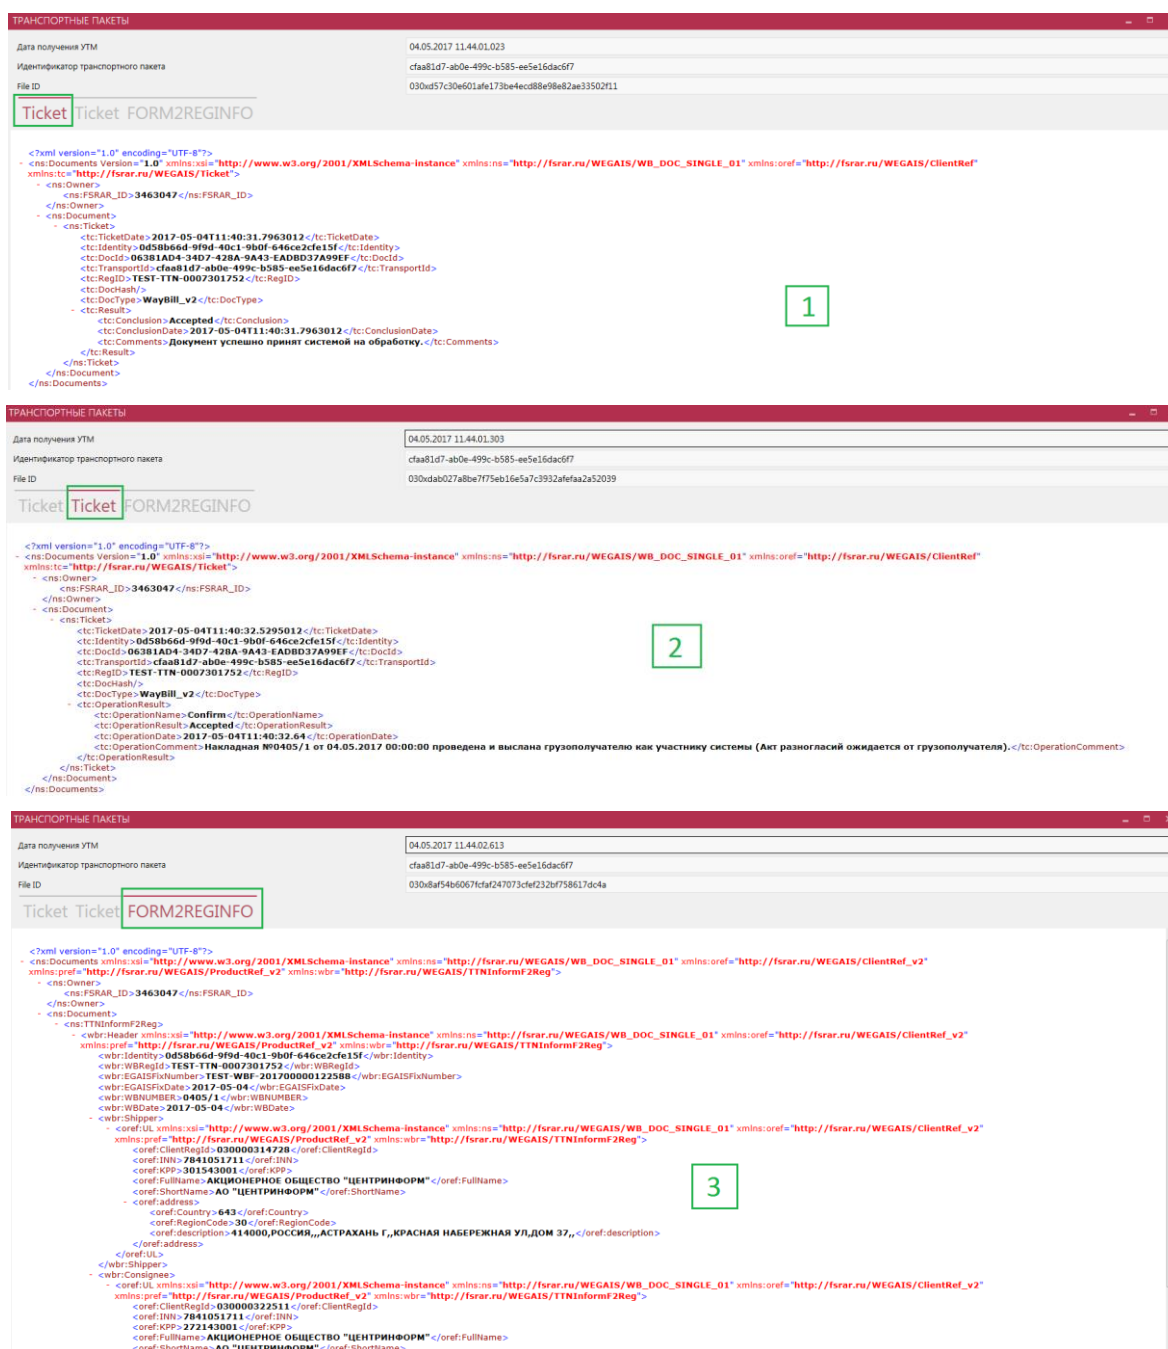 ТРАНСПОРТНЫЕ ПАКЕТЫ
Дата получения УТМ 04.05.2017 11.44.01.023
Идентификатор транспортного пакета cfaa81d7-ab0e-499c-b585-ee5e16dac6f7
File ID 030xd57c30e601afe173be4ecd88e98e82ae33502f11
Ticket Ticket FORM2REGINFO
<?xml version="1.0" encoding="UTF-8"?>
- <ns:Documents Version="1.0" xmlns:xsi="http://www.w3.org/2001/XMLSchema-instance" xmlns:ns="http://fsrar.ru/WEGAIS/WB_DOC_SINGLE_01" xmlns:oref="http://fsrar.ru/WEGAIS/ClientRef"
xmlns:tc="http://fsrar.ru/WEGAIS/Ticket">
- <ns:Owner>
<ns:FSRAR_ID>3463047</ns:FSRAR_ID>
</ns:Owner>
- <ns:Document>
- <ns:Ticket>
<tc:TicketDate>2017-05-04T11:40:31.7963012</tc:TicketDate>
<tc:Identity>0d58b66d-9f9d-40c1-9b0f-646ce2cfe15f</tc:Identity>
<tc:DocId>06381AD4-34D7-428A-9A43-EADBD37A99EF</tc:DocId>
<tc:TransportId>cfaa81d7-ab0e-499c-b585-ee5e16dac6f7</tc:TransportId>
<tc:RegID>TEST-TTN-0007301752</tc:RegID>
<tc:DocHash/>
<tc:DocType>WayBill_v2</tc:DocType>
- <tc:Result>
<tc:Conclusion>Accepted</tc:Conclusion>
<tc:ConclusionDate>2017-05-04T11:40:31.7963012</tc:ConclusionDate>
<tc:Comments>Документ успешно принят системой на обработку.</tc:Comments>
</tc:Result>
</ns:Ticket>
</ns:Document>
</ns:Documents>
1
ТРАНСПОРТНЫЕ ПАКЕТЫ
Дата получения УТМ 04.05.2017 11.44.01.303
Идентификатор транспортного пакета cfaa81d7-ab0e-499c-b585-ee5e16dac6f7
File ID 030xdab027a8be7f75eb16e5a7c3932afefaa2a52039
Ticket Ticket FORM2REGINFO
<?xml version="1.0" encoding="UTF-8"?>
- <ns:Documents Version="1.0" xmlns:xsi="http://www.w3.org/2001/XMLSchema-instance" xmlns:ns="http://fsrar.ru/WEGAIS/WB_DOC_SINGLE_01" xmlns:oref="http://fsrar.ru/WEGAIS/ClientRef"
xmlns:tc="http://fsrar.ru/WEGAIS/Ticket">
- <ns:Owner>
<ns:FSRAR_ID>3463047</ns:FSRAR_ID>
</ns:Owner>
- <ns:Document>
- <ns:Ticket>
<tc:TicketDate>2017-05-04T11:40:32.5295012</tc:TicketDate>
<tc:Identity>0d58b66d-9f9d-40c1-9b0f-646ce2cfe15f</tc:Identity>
<tc:DocId>06381AD4-34D7-428A-9A43-EADBD37A99EF</tc:DocId>
<tc:TransportId>cfaa81d7-ab0e-499c-b585-ee5e16dac6f7</tc:TransportId>
<tc:RegID>TEST-TTN-0007301752</tc:RegID>
<tc:DocHash/>
<tc:DocType>WayBill_v2</tc:DocType>
- <tc:OperationResult>
<tc:OperationName>Confirm</tc:OperationName>
<tc:OperationResult>Accepted</tc:OperationResult>
<tc:OperationDate>2017-05-04T11:40:32.64</tc:OperationDate>
<tc:OperationComment>Накладная №0405/1 от 04.05.2017 00:00:00 проведена и выслана грузополучателю как участнику системы (Акт разногласий ожидается от грузополучателя).</tc:OperationComment>
</tc:OperationResult>
</ns:Ticket>
</ns:Document>
</ns:Documents>
2
ТРАНСПОРТНЫЕ ПАКЕТЫ
Дата получения УТМ 04.05.2017 11.44.02.613
Идентификатор транспортного пакета cfaa81d7-ab0e-499c-b585-ee5e16dac6f7
File ID 030x8af54b6067fcfaf247073cfef232bf758617dc4a
Ticket Ticket FORM2REGINFO
<?xml version="1.0" encoding="UTF-8"?>
- <ns:Documents xmlns:xsi="http://www.w3.org/2001/XMLSchema-instance" xmlns:ns="http://fsrar.ru/WEGAIS/WB_DOC_SINGLE_01" xmlns:oref="http://fsrar.ru/WEGAIS/ClientRef_v2"
xmlns:pref="http://fsrar.ru/WEGAIS/ProductRef_v2" xmlns:wbr="http://fsrar.ru/WEGAIS/TTNInformF2Reg">
- <ns:Owner>
<ns:FSRAR_ID>3463047</ns:FSRAR_ID>
</ns:Owner>
- <ns:Document>
- <ns:TTNInformF2Reg>
- <wbr:Header xmlns:xsi="http://www.w3.org/2001/XMLSchema-instance" xmlns:ns="http://fsrar.ru/WEGAIS/WB_DOC_SINGLE_01" xmlns:oref="http://fsrar.ru/WEGAIS/ClientRef_v2"
xmlns:pref="http://fsrar.ru/WEGAIS/ProductRef_v2" xmlns:wbr="http://fsrar.ru/WEGAIS/TTNInformF2Reg">
<wbr:Identity>0d58b66d-9f9d-40c1-9b0f-646ce2cfe15f</wbr:Identity>
<wbr:WBRegId>TEST-TTN-0007301752</wbr:WBRegId>
<wbr:EGAISFixNumber>TEST-WBF-201700000122588</wbr:EGAISFixNumber>
<wbr:EGAISFixDate>2017-05-04</wbr:EGAISFixDate>
<wbr:WBNUMBER>0405/1</wbr:WBNUMBER>
<wbr:WBDate>2017-05-04</wbr:WBDate>
- <wbr:Shipper>
- <oref:UL xmlns:xsi="http://www.w3.org/2001/XMLSchema-instance" xmlns:ns="http://fsrar.ru/WEGAIS/WB_DOC_SINGLE_01" xmlns:oref="http://fsrar.ru/WEGAIS/ClientRef_v2"
xmlns:pref="http://fsrar.ru/WEGAIS/ProductRef_v2" xmlns:wbr="http://fsrar.ru/WEGAIS/TTNInformF2Reg">
<oref:ClientRegId>030000314728</oref:ClientRegId>
<oref:INN>7841051711</oref:INN>
<oref:KPP>301543001</oref:KPP>
<oref:FullName>АКЦИОНЕРНОЕ ОБЩЕСТВО "ЦЕНТРИНФОРМ"</oref:FullName>
<oref:ShortName>АО "ЦЕНТРИНФОРМ"</oref:ShortName>
- <oref:address>
<oref:Country>643</oref:Country>
<oref:RegionCode>30</oref:RegionCode>
<oref:description>414000,РОССИЯ,,,АСТРАХАНЬ Г,,КРАСНАЯ НАБЕРЕЖНАЯ УЛ,ДОМ 37,,</oref:description>
</oref:address>
</oref:UL>
</wbr:Shipper>
- <wbr:Consignee>
- <oref:UL xmlns:xsi="http://www.w3.org/2001/XMLSchema-instance" xmlns:ns="http://fsrar.ru/WEGAIS/WB_DOC_SINGLE_01" xmlns:oref="http://fsrar.ru/WEGAIS/ClientRef_v2"
xmlns:pref="http://fsrar.ru/WEGAIS/ProductRef_v2" xmlns:wbr="http://fsrar.ru/WEGAIS/TTNInformF2Reg">
<oref:ClientRegId>030000322511</oref:ClientRegId>
<oref:INN>7841051711</oref:INN>
<oref:KPP>272143001</oref:KPP>
<oref:FullName>АКЦИОНЕРНОЕ ОБЩЕСТВО "ЦЕНТРИНФОРМ"</oref:FullName>
<oref:ShortName>АО "ЦЕНТРИНФОРМ"</oref:ShortName>
3